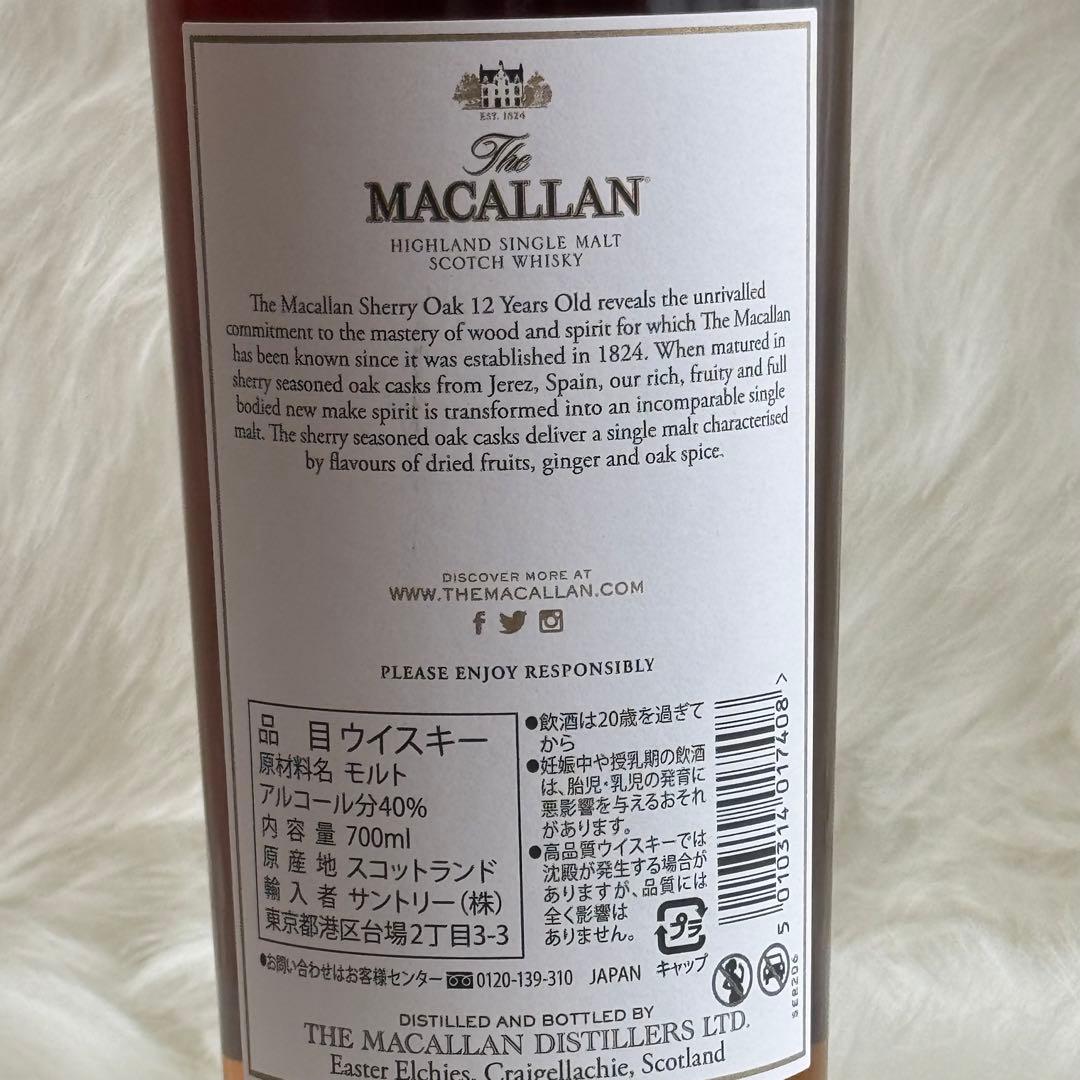 EST. 1824
The
MACALLAN
HIGHLAND SINGLE MALT
SCOTCH WHISKY
The Macallan Sherry Oak 12 Years Old reveals the unrivalled
commitment to the mastery of wood and spirit for which The Macallan
has been known since it was established in 1824. When matured in
sherry seasoned oak casks from Jerez, Spain, our rich, fruity and full
bodied new make spirit is transformed into an incomparable single
malt. The sherry seasoned oak casks deliver a single malt characterised
by flavours of dried fruits, ginger and oak spice.
DISCOVER MORE AT
WWW.THEMACALLAN.COM
PLEASE ENJOY RESPONSIBLY
品 目 ウイスキー
原材料名 モルト
アルコール分40%
内容量 700ml
原産地 スコットランド
輸入者 サントリー(株)
東京都港区台場2丁目3-3
●飲酒は20歳を過ぎて
から
●妊娠中や授乳期の飲酒
は、胎児・乳児の発育に
悪影響を与えるおそれ
があります。
●高品質ウイスキーでは
沈殿が発生する場合が
ありますが、品質には
全く影響は
ありません。
プラ
キャップ
5 010314 017408 >
●お問い合わせはお客様センター 0120-139-310 JAPAN
SE8206
DISTILLED AND BOTTLED BY
THE MACALLAN DISTILLERS LTD.
Easter Elchies, Craigellachie, Scotland